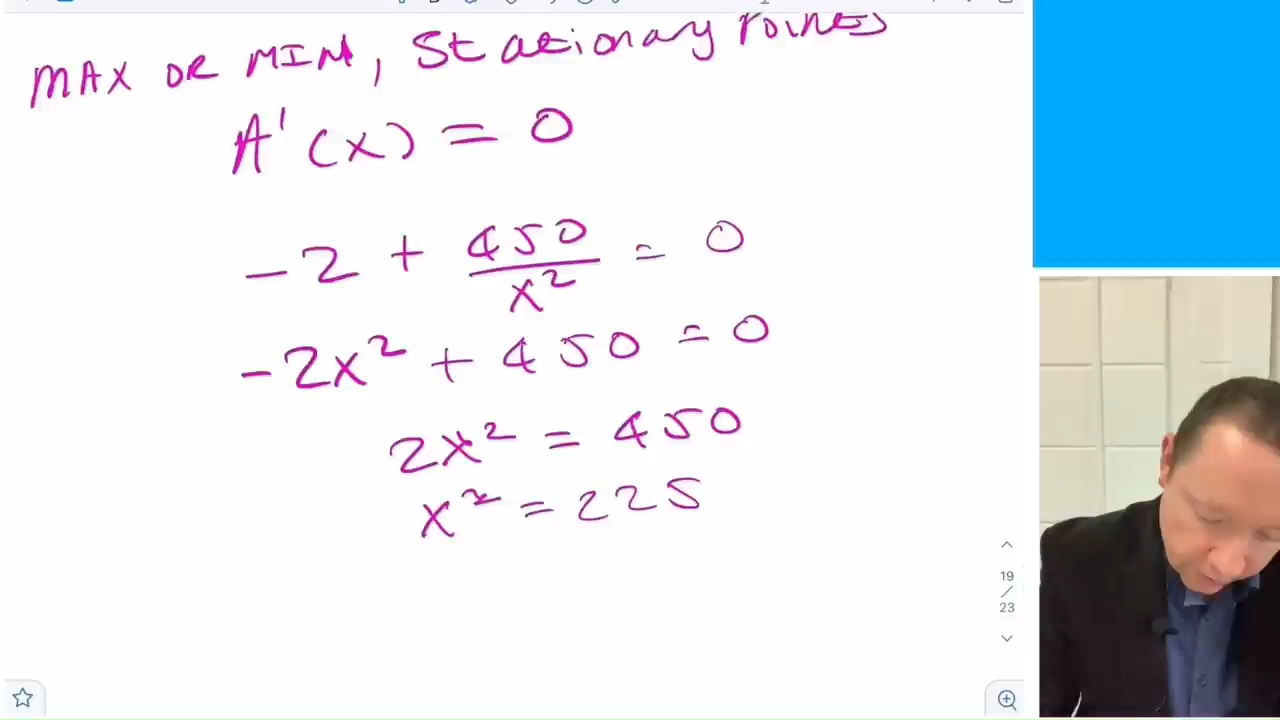 MAX OR MIN, Stationary Points
A'(x) = 0
-2 + 450/x² = 0
-2x² + 450 = 0
2x² = 450
x² = 225
19
/
23